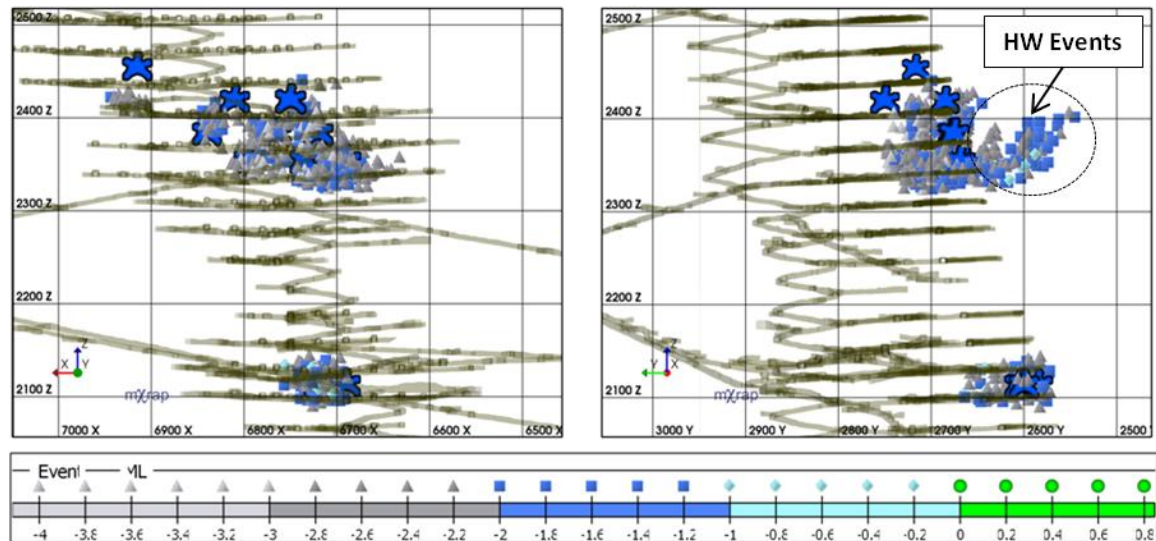 2500 Z
2400 Z
2300 Z
2200 Z
2100 Z
7000 X 6900 X 6800 X 6700 X 6600 X 6500 X
Z
X Y
mXrap
HW Events
2500 Z
2400 Z
2300 Z
2200 Z
2100 Z
3000 Y 2900 Y 2800 Y 2700 Y 2600 Y 2500 Y
Z
Y X
mXrap
Event ML
-4 -3.8 -3.6 -3.4 -3.2 -3 -2.8 -2.6 -2.4 -2.2 -2 -1.8 -1.6 -1.4 -1.2 -1 -0.8 -0.6 -0.4 -0.2 0 0.2 0.4 0.6 0.8